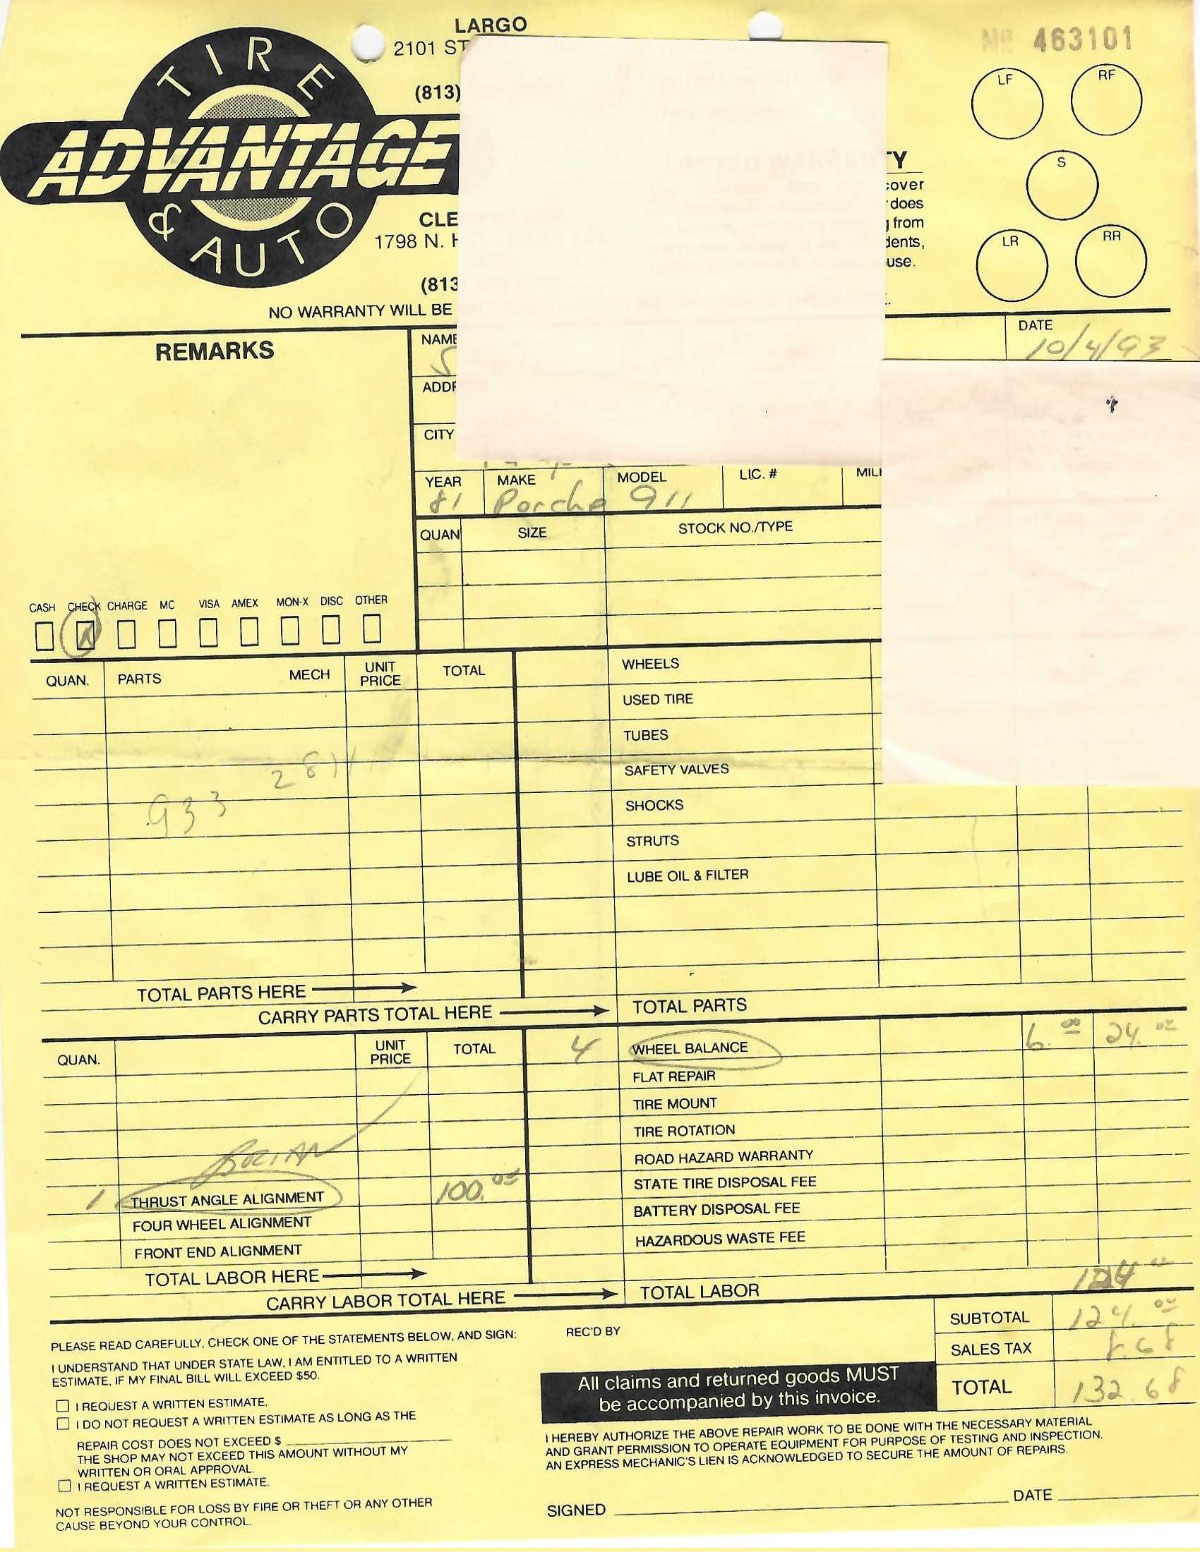 LARGO
2101 ST
(813)
TIRE
ADVANTAGE
& AUTO
CLE
1798 N. H
(813
NO WARRANTY WILL BE
Nº 463101
LF RF
S
LR RR
TY
cover
does
g from
dents,
use.
DATE
10/4/93
REMARKS
NAME
S
ADDR
CITY
YEAR MAKE MODEL LIC. # MIL
81 Porche 911
QUAN SIZE STOCK NO./TYPE
CASH CHECK CHARGE MC VISA AMEX MON-X DISC OTHER
QUAN. PARTS MECH UNIT PRICE TOTAL
WHEELS
USED TIRE
TUBES
SAFETY VALVES
SHOCKS
STRUTS
LUBE OIL & FILTER
933 2814
TOTAL PARTS HERE
CARRY PARTS TOTAL HERE
TOTAL PARTS
QUAN. UNIT PRICE TOTAL
4 WHEEL BALANCE 6.00 24.00
FLAT REPAIR
TIRE MOUNT
TIRE ROTATION
ROAD HAZARD WARRANTY
STATE TIRE DISPOSAL FEE
BATTERY DISPOSAL FEE
HAZARDOUS WASTE FEE
BRIAN
1 THRUST ANGLE ALIGNMENT 100.00
FOUR WHEEL ALIGNMENT
FRONT END ALIGNMENT
TOTAL LABOR HERE
CARRY LABOR TOTAL HERE
TOTAL LABOR 124.00
SUBTOTAL 124.00
SALES TAX 8.68
TOTAL 132.68
PLEASE READ CAREFULLY, CHECK ONE OF THE STATEMENTS BELOW, AND SIGN:
I UNDERSTAND THAT UNDER STATE LAW, I AM ENTITLED TO A WRITTEN
ESTIMATE, IF MY FINAL BILL WILL EXCEED $50.
I REQUEST A WRITTEN ESTIMATE.
I DO NOT REQUEST A WRITTEN ESTIMATE AS LONG AS THE
REPAIR COST DOES NOT EXCEED $
THE SHOP MAY NOT EXCEED THIS AMOUNT WITHOUT MY
WRITTEN OR ORAL APPROVAL.
I REQUEST A WRITTEN ESTIMATE.
NOT RESPONSIBLE FOR LOSS BY FIRE OR THEFT OR ANY OTHER
CAUSE BEYOND YOUR CONTROL.
REC'D BY
All claims and returned goods MUST
be accompanied by this invoice.
I HEREBY AUTHORIZE THE ABOVE REPAIR WORK TO BE DONE WITH THE NECESSARY MATERIAL
AND GRANT PERMISSION TO OPERATE EQUIPMENT FOR PURPOSE OF TESTING AND INSPECTION.
AN EXPRESS MECHANIC'S LIEN IS ACKNOWLEDGED TO SECURE THE AMOUNT OF REPAIRS.
SIGNED DATE